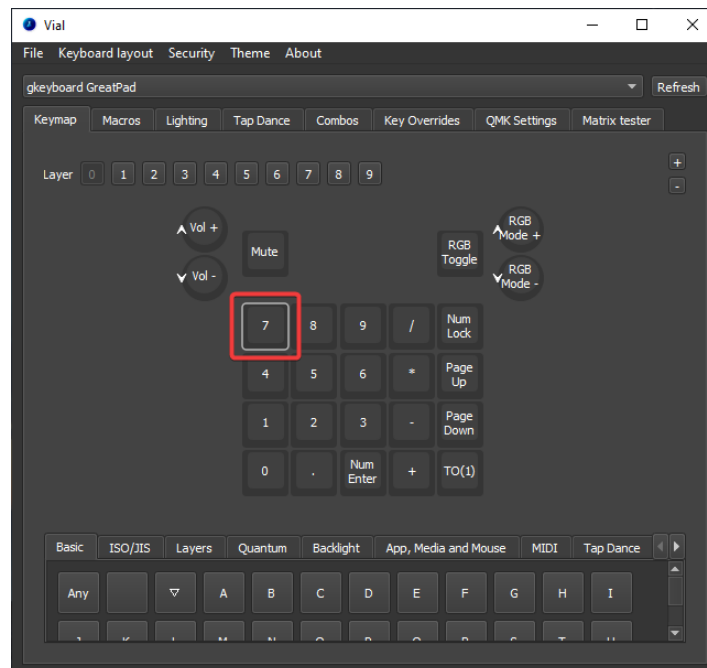 Vial
File Keyboard layout Security Theme About
gkeyboard GreatPad Refresh
Keymap Macros Lighting Tap Dance Combos Key Overrides QMK Settings Matrix tester
Layer 0 1 2 3 4 5 6 7 8 9
+
-
Vol +
Vol -
Mute
RGB
Toggle
RGB
Mode +
RGB
Mode -
7 8 9 / Num
Lock
4 5 6 * Page
Up
1 2 3 - Page
Down
0 . Num
Enter + TO(1)
Basic ISO/JIS Layers Quantum Backlight App, Media and Mouse MIDI Tap Dance
Any ▽ A B C D E F G H I